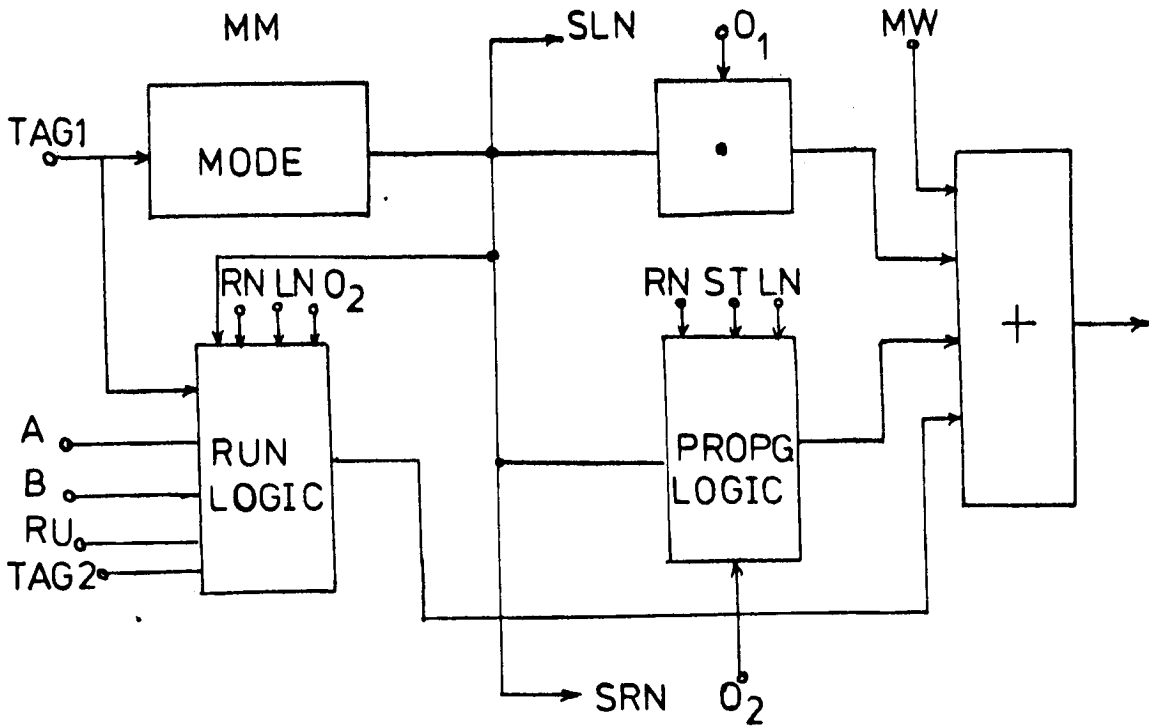 MM
SLN
O1
MW
TAG1
MODE
•
RN LN O2
RN ST LN
+
A
B
RU
TAG2
RUN
LOGIC
PROPG
LOGIC
SRN
O2